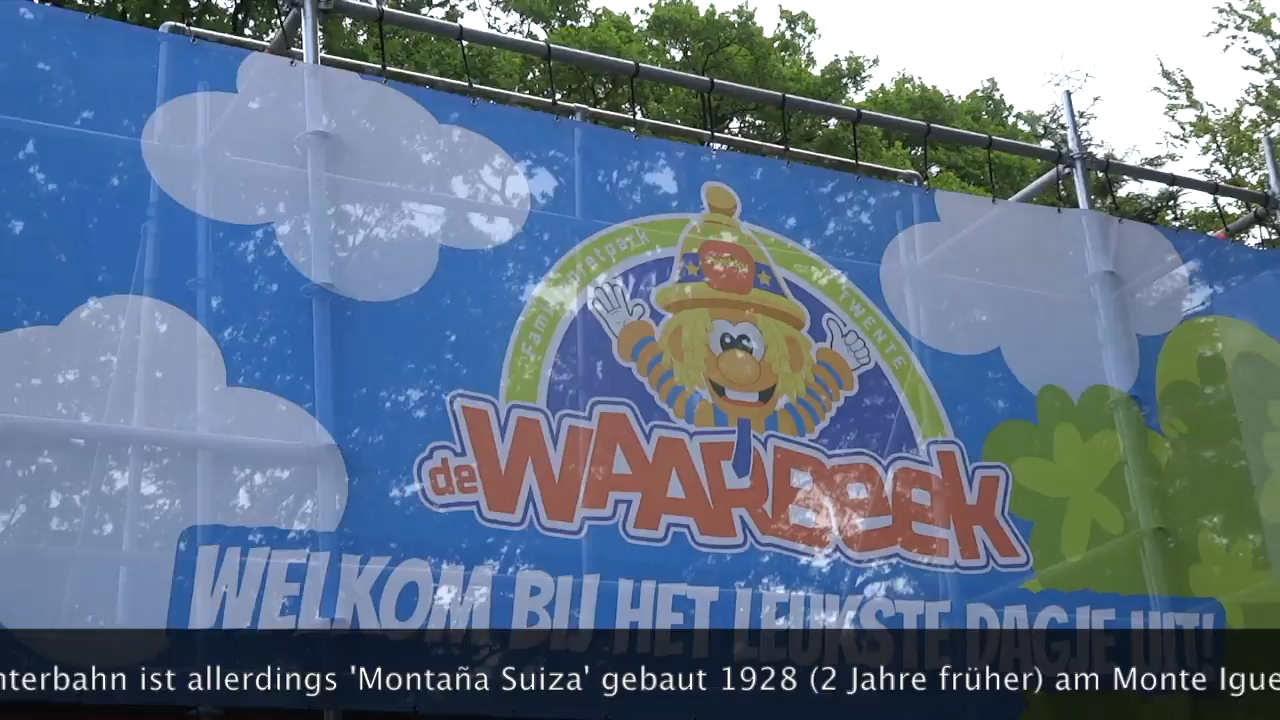 Familiepretpark
TWENTE
de WAARBEEK
WELKOM BIJ HET LEUKSTE DAGJE UIT!
nterbahn ist allerdings 'Montaña Suiza' gebaut 1928 (2 Jahre früher) am Monte Igue